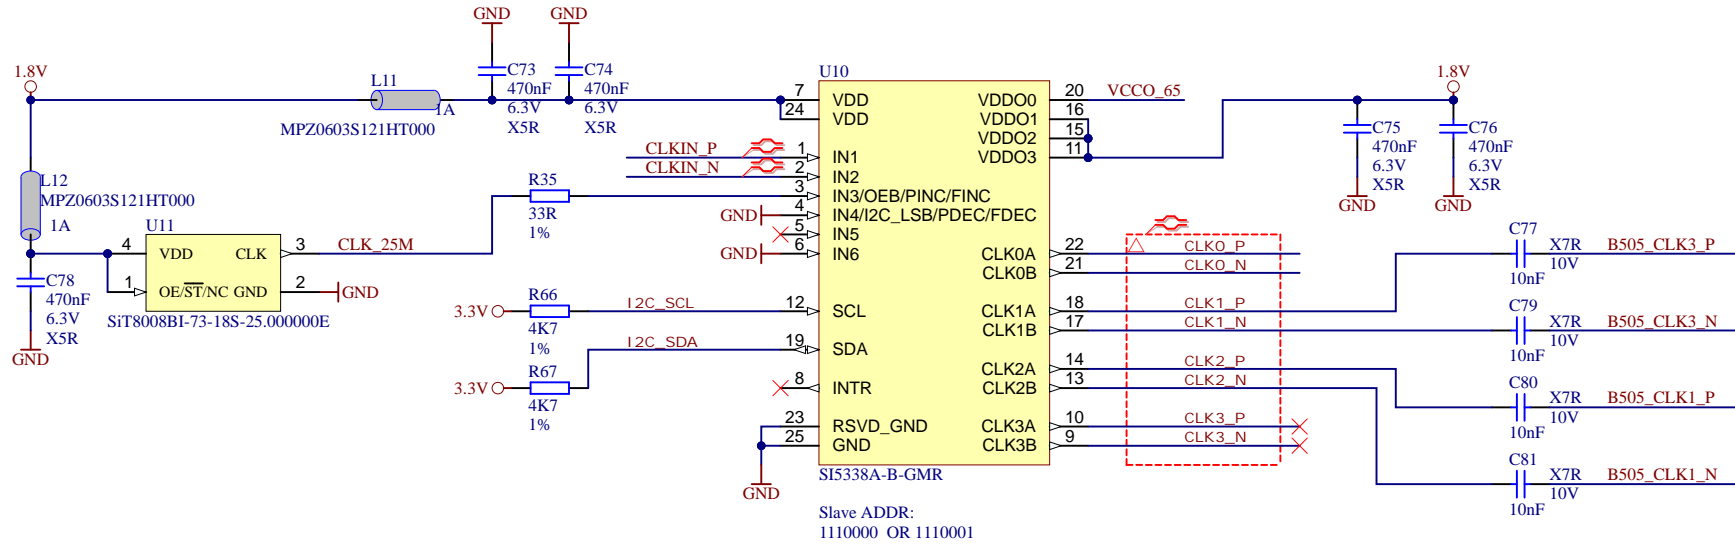 GND
GND
1.8V
L11
1A
MPZ0603S121HT000
C73
470nF
6.3V
X5R
C74
470nF
6.3V
X5R
L12
MPZ0603S121HT000
1A
U11
4
VDD
CLK
3
CLK_25M
1
OE/ST/NC
GND
2
GND
SiT8008BI-73-18S-25.000000E
C78
470nF
6.3V
X5R
GND
R35
33R
1%
3.3V
R66
4K7
1%
I2C_SCL
3.3V
R67
4K7
1%
I2C_SDA
CLKIN_P
CLKIN_N
GND
GND
GND
U10
7
VDD
24
VDD
1
IN1
2
IN2
3
IN3/OEB/PINC/FINC
4
IN4/I2C_LSB/PDEC/FDEC
5
IN5
6
IN6
12
SCL
19
SDA
8
INTR
23
RSVD_GND
25
GND
VDDO0
20
VCCO_65
VDDO1
16
VDDO2
15
VDDO3
11
CLK0A
22
CLK0_P
CLK0B
21
CLK0_N
CLK1A
18
CLK1_P
CLK1B
17
CLK1_N
CLK2A
14
CLK2_P
CLK2B
13
CLK2_N
CLK3A
10
CLK3_P
CLK3B
9
CLK3_N
SI5338A-B-GMR
Slave ADDR:
1110000 OR 1110001
1.8V
C75
470nF
6.3V
X5R
GND
C76
470nF
6.3V
X5R
GND
C77
10nF
X7R
10V
B505_CLK3_P
C79
10nF
X7R
10V
B505_CLK3_N
C80
10nF
X7R
10V
B505_CLK1_P
C81
10nF
X7R
10V
B505_CLK1_N